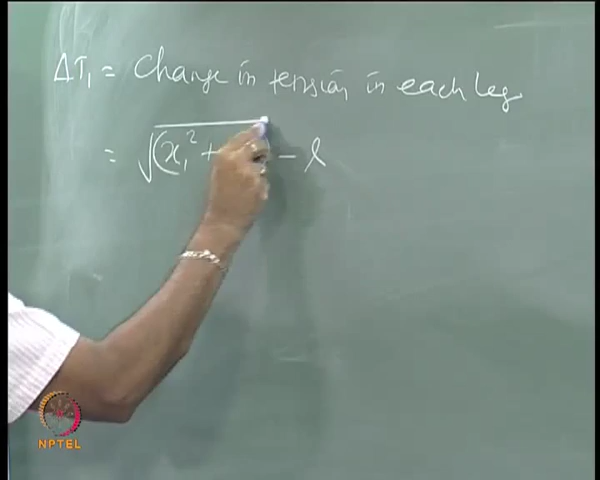 ΔT₁ = Change in tension in each leg
= √(x₁² + ) - l
NPTEL